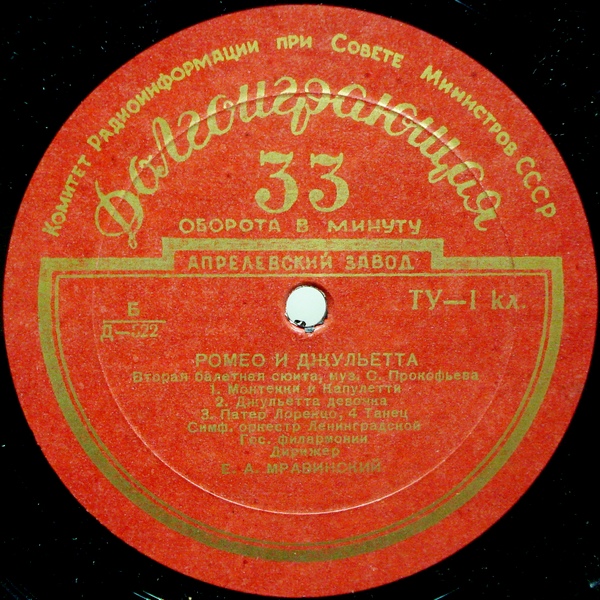 Комитет Радиоинформации при Совете Министров СССР
Долгоиграющая
33
ОБОРОТА В МИНУТУ
АПРЕЛЕВСКИЙ ЗАВОД
Б
Д—522
ТУ—1 кл.
РОМЕО И ДЖУЛЬЕТТА
Вторая балетная сюита, муз. С. Прокофьева
1. Монтекки и Капулетти
2. Джульетта девочка
3. Патер Лоренцо, 4 Танец
Симф. оркестр Ленинградской
Гос. филармонии
Дирижер
Е. А. МРАВИНСКИЙ